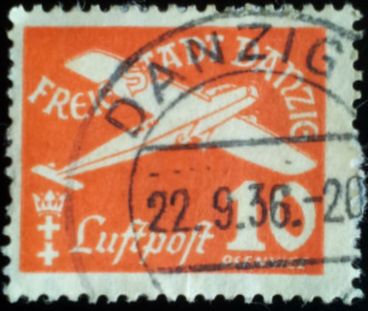 FREIE STADT DANZIG
DANZIG
22.9.36.-20
Luftpost 10
PFENNIG